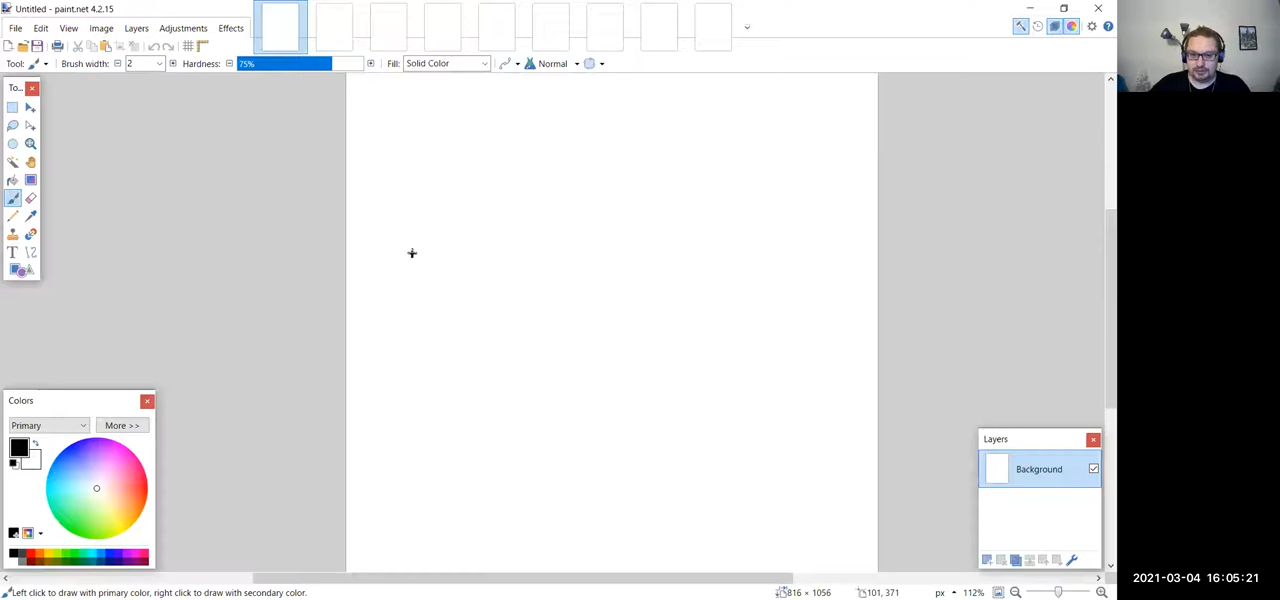 Untitled - paint.net 4.2.15
File Edit View Image Layers Adjustments Effects
Tool: Brush width: 2 Hardness: 75% Fill: Solid Color Normal
To...
Colors
Primary More >>
Layers
Background
Left click to draw with primary color, right click to draw with secondary color. 816 × 1056 101, 371 px 112%
2021-03-04 16:05:21